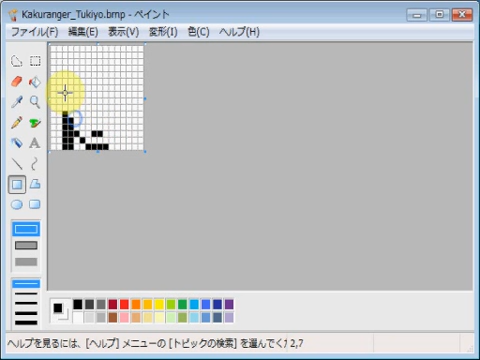 Kakuranger_Tukiyo.bmp - ペイント
ファイル(F) 編集(E) 表示(V) 変形(I) 色(C) ヘルプ(H)
A
ヘルプを見るには、[ヘルプ] メニューの [トピックの検索] を選んでく 2,7